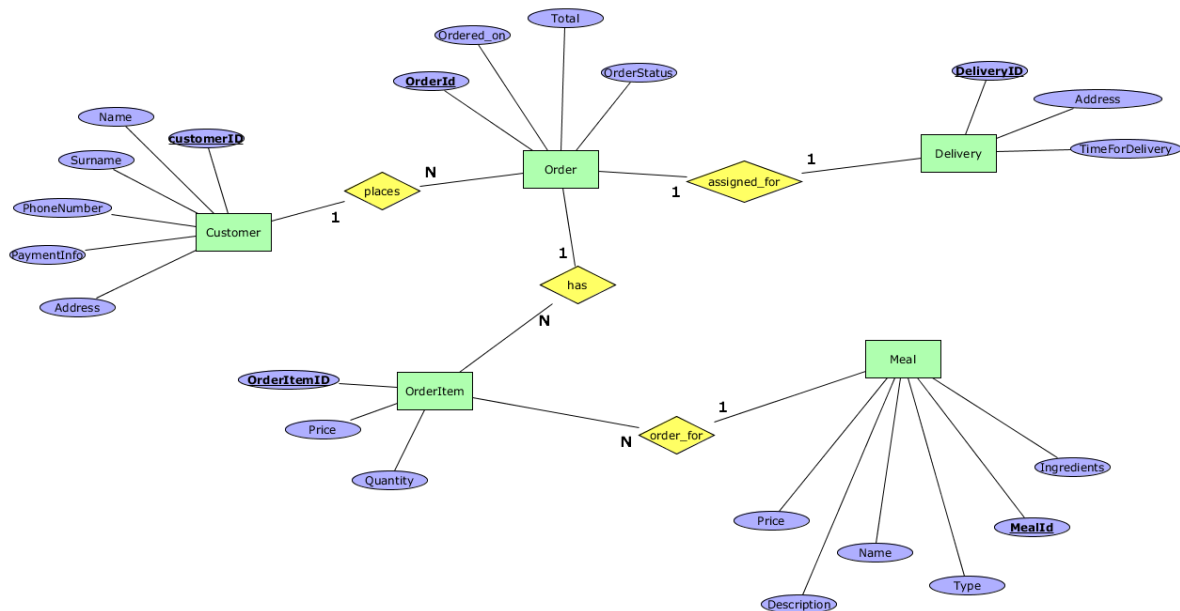 Total
Ordered_on
OrderStatus
OrderId
DeliveryID
Address
TimeForDelivery
Delivery
Name
customerID
Surname
PhoneNumber
PaymentInfo
Address
Customer
places
N
1
Order
assigned_for
1
1
1
has
N
OrderItemID
OrderItem
Price
Quantity
Meal
1
order_for
N
Ingredients
Price
MealId
Name
Type
Description